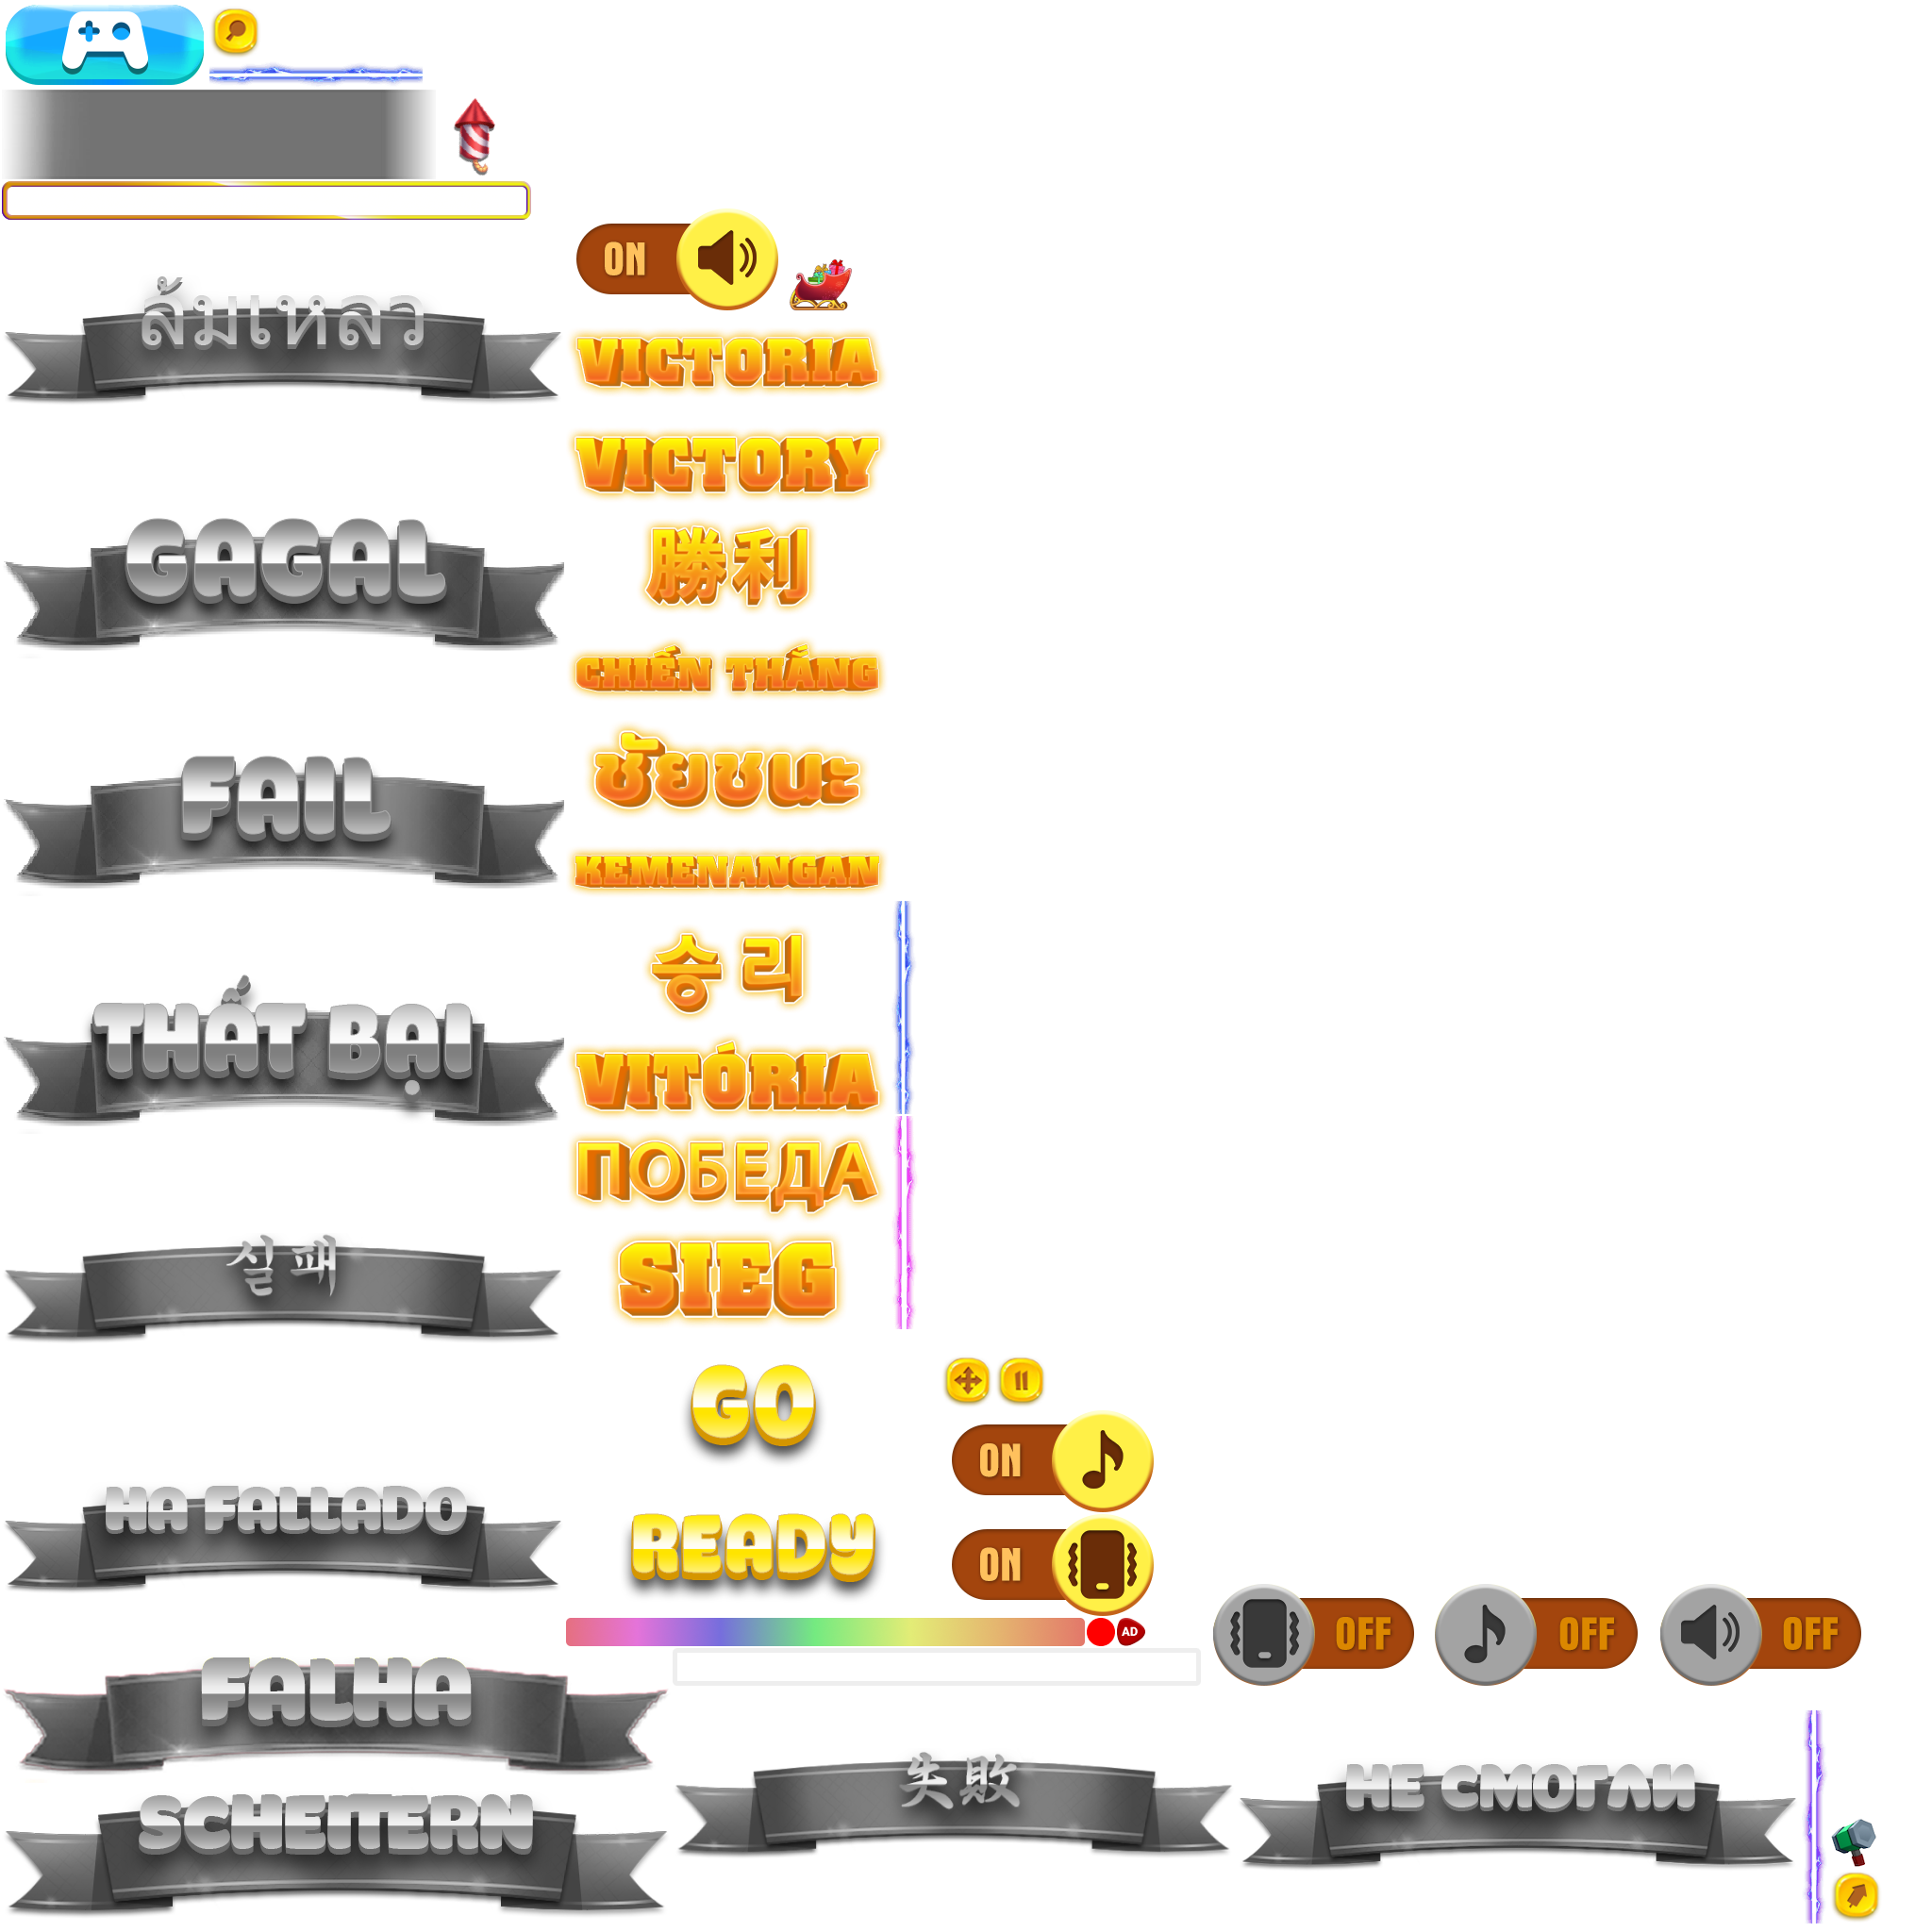 ON
ล้มเหลว
VICTORIA
VICTORY
GAGAL
勝利
CHIẾN THẮNG
FAIL
ชัยชนะ
KEMENANGAN
승리
THẤT BẠI
VITÓRIA
ПОБЕДА
실패
SIEG
GO
ON
HA FALLADO
READY
ON
AD
OFF
OFF
OFF
FALHA
失敗
НЕ СМОГЛИ
SCHEITERN